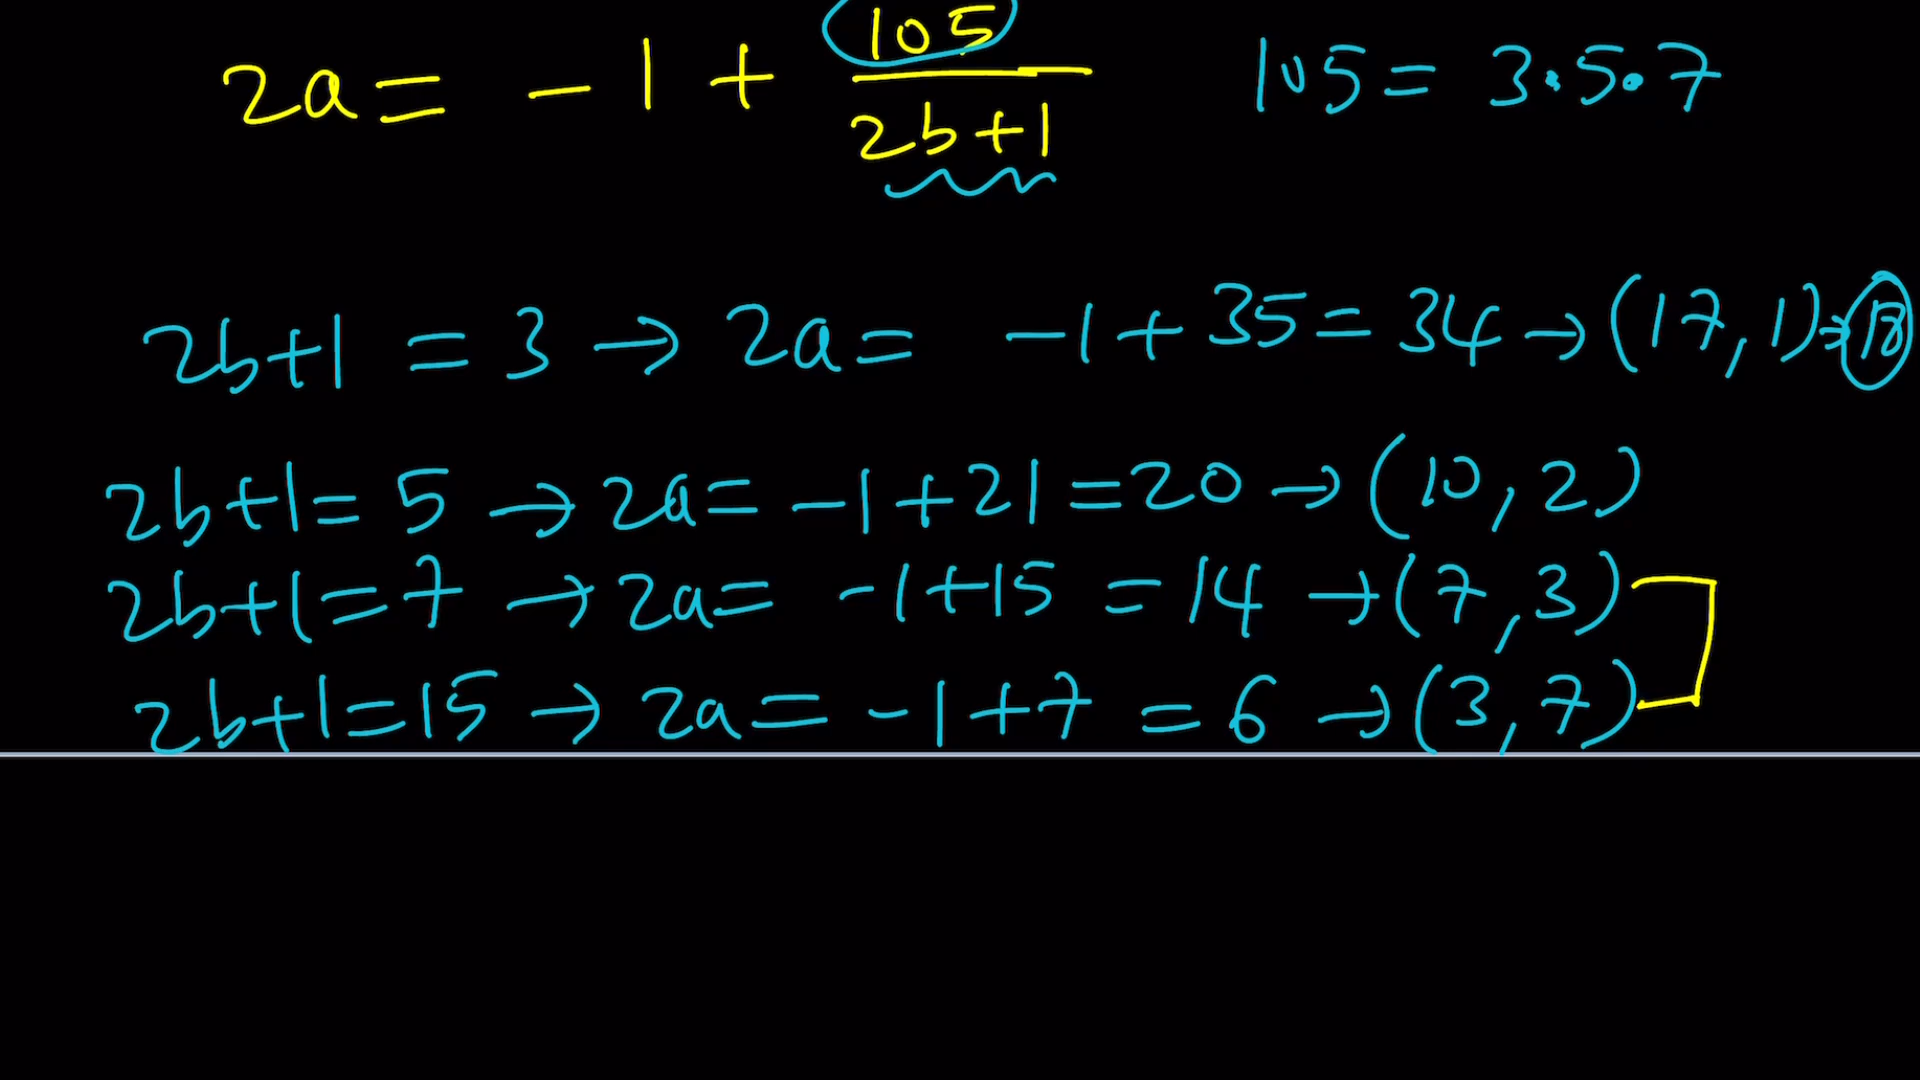 2a = -1 + 105/(2b+1)
105 = 3·5·7
2b+1 = 3 → 2a = -1+35 = 34 → (17,1) → 18
2b+1 = 5 → 2a = -1+21 = 20 → (10,2)
2b+1 = 7 → 2a = -1+15 = 14 → (7,3)
2b+1 = 15 → 2a = -1+7 = 6 → (3,7)